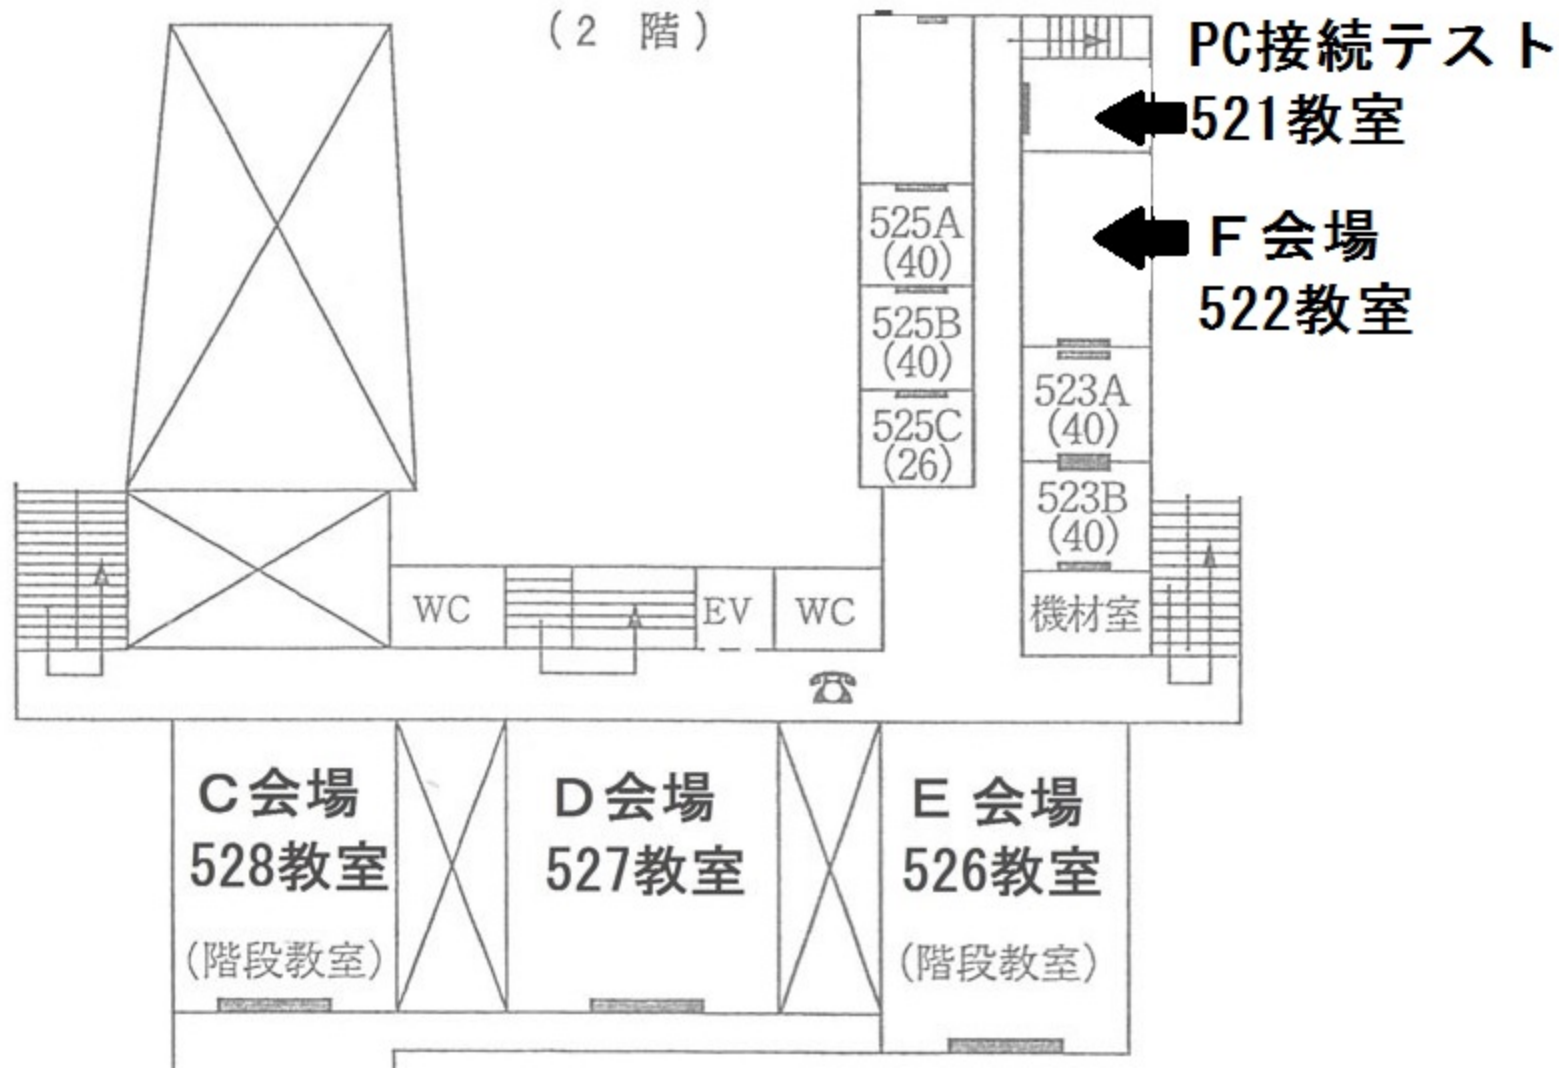 (2 階)
PC接続テスト
521教室
F会場
522教室
525A
(40)
525B
(40)
525C
(26)
523A
(40)
523B
(40)
機材室
WC
EV
WC
C会場
528教室
(階段教室)
D会場
527教室
E会場
526教室
(階段教室)